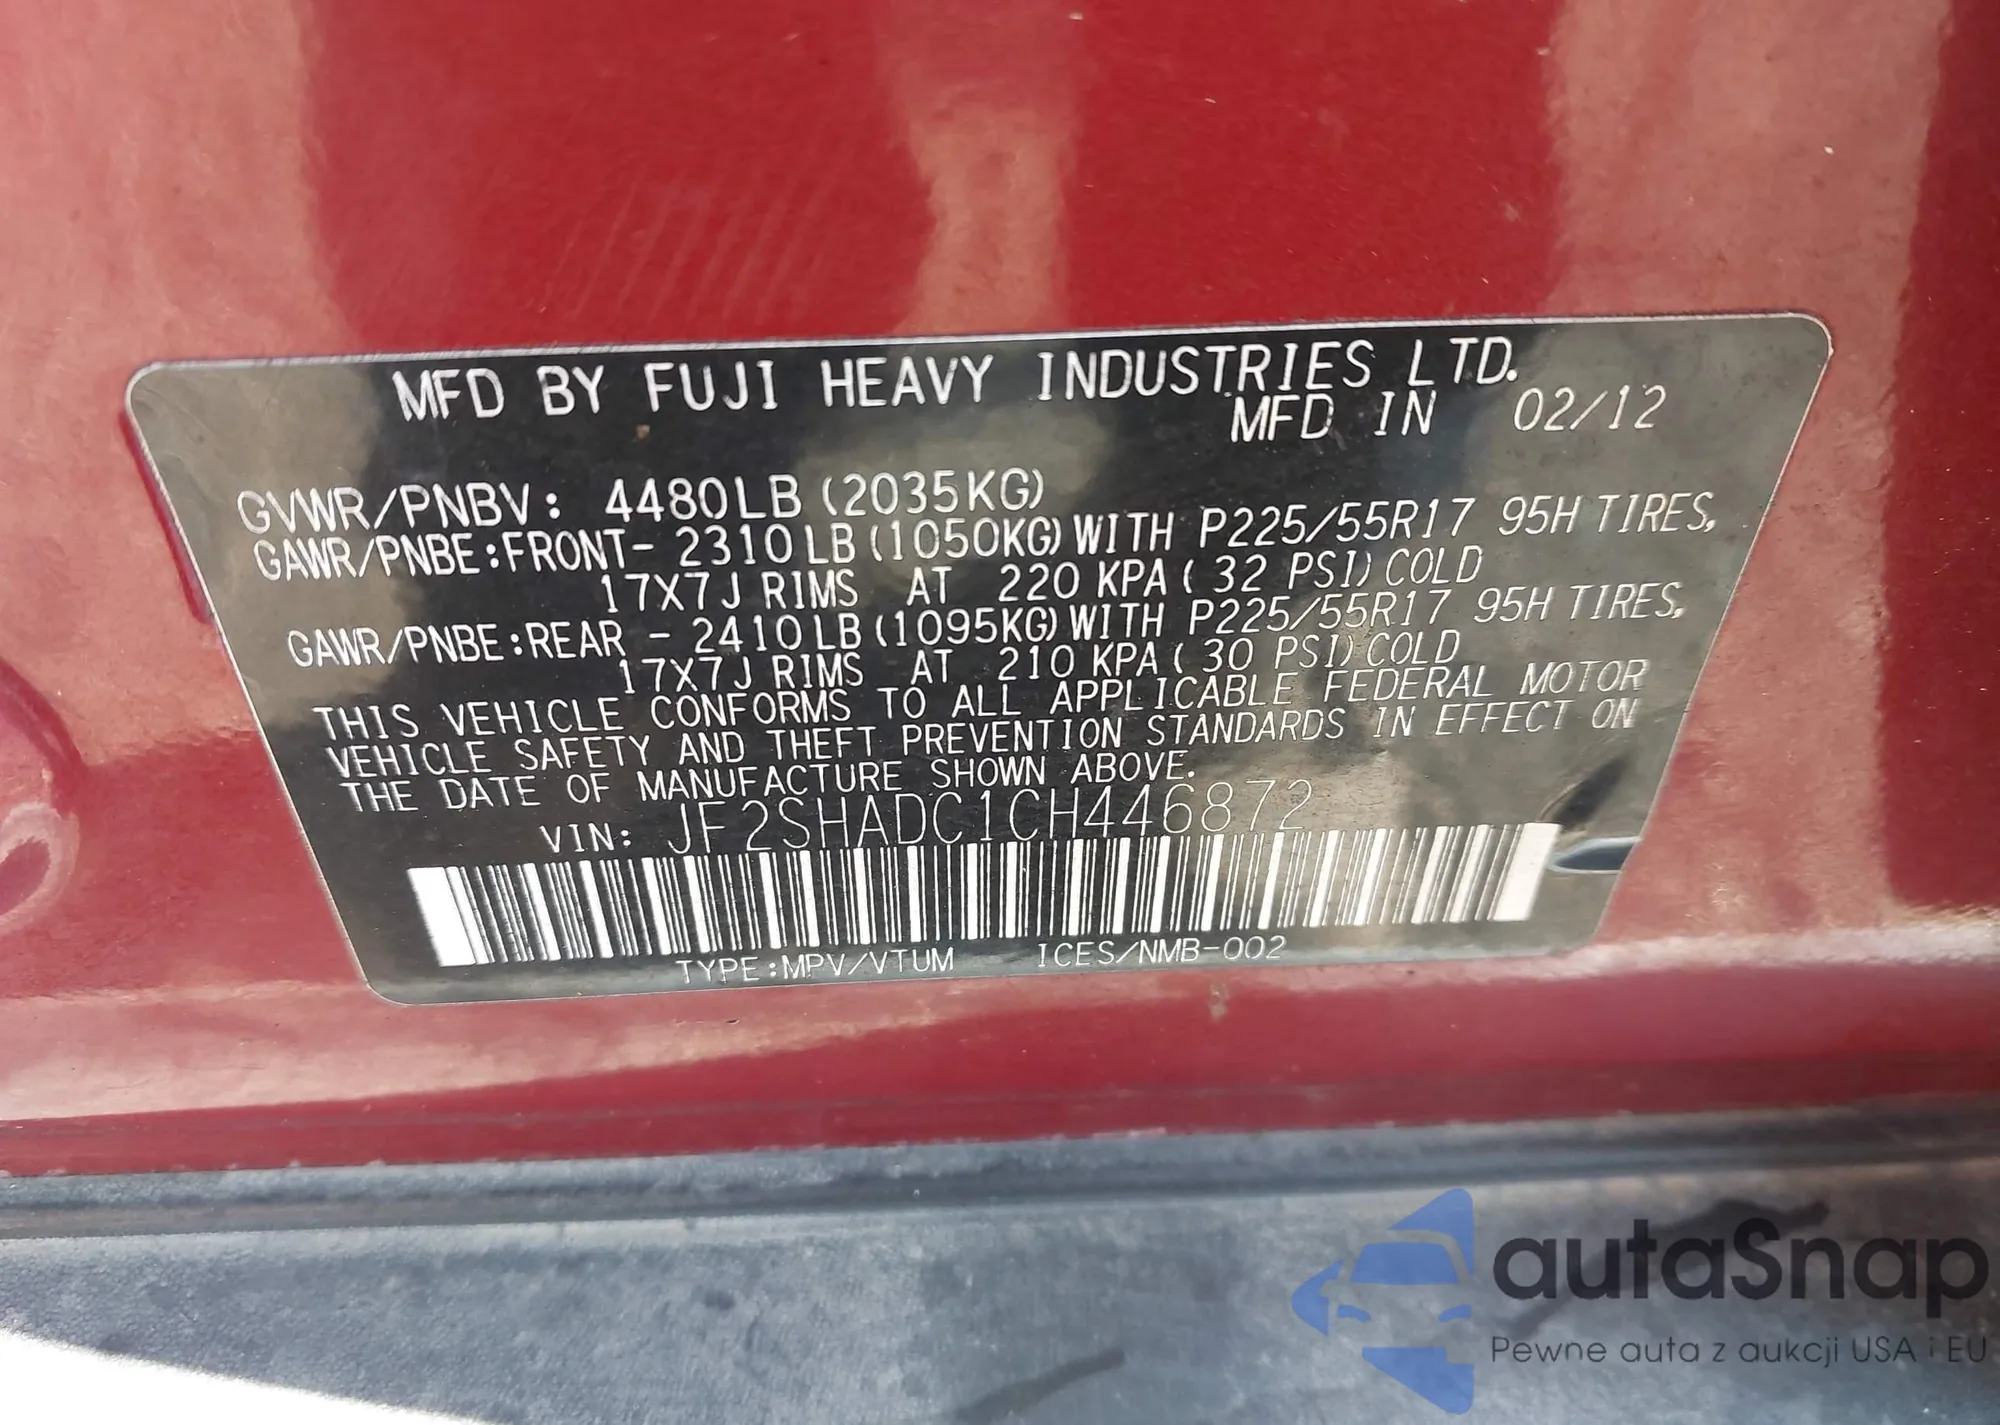 MFD BY FUJI HEAVY INDUSTRIES LTD.
MFD IN 02/12
GVWR/PNBV: 4480LB (2035KG)
GAWR/PNBE:FRONT- 2310LB (1050KG) WITH P225/55R17 95H TIRES,
17X7J RIMS AT 220 KPA ( 32 PSI) COLD
GAWR/PNBE:REAR - 2410LB (1095KG) WITH P225/55R17 95H TIRES,
17X7J RIMS AT 210 KPA ( 30 PSI) COLD
THIS VEHICLE CONFORMS TO ALL APPLICABLE FEDERAL MOTOR
VEHICLE SAFETY AND THEFT PREVENTION STANDARDS IN EFFECT ON
THE DATE OF MANUFACTURE SHOWN ABOVE.
VIN: JF2SHADC1CH446872
TYPE:MPV/VTUM ICES/NMB-002
autaSnap
Pewne auta z aukcji USA i EU